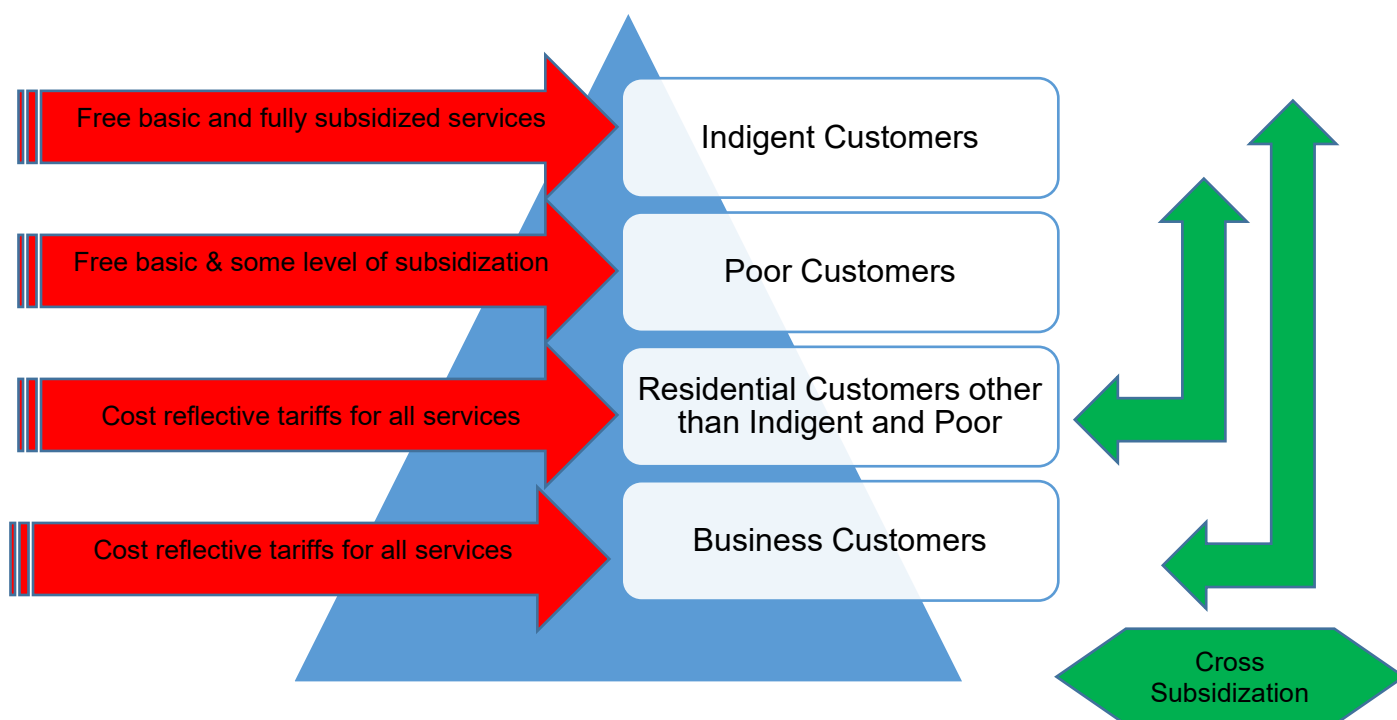 Free basic and fully subsidized services
Indigent Customers
Free basic & some level of subsidization
Poor Customers
Cost reflective tariffs for all services
Residential Customers other
than Indigent and Poor
Cost reflective tariffs for all services
Business Customers
Cross
Subsidization